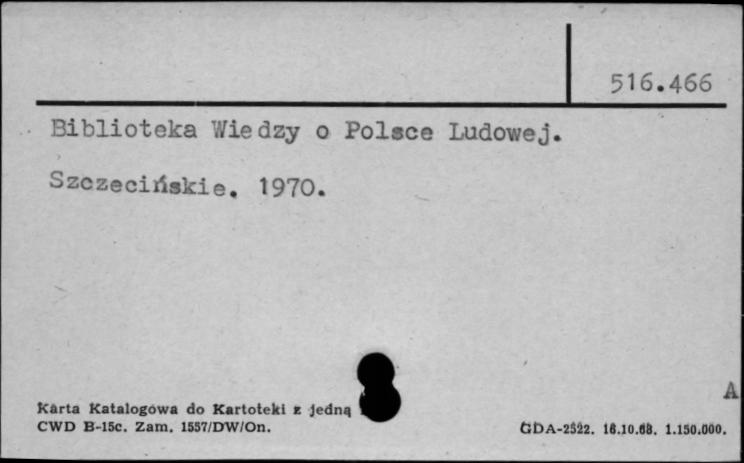 516.466
Biblioteka Wiedzy o Polsce Ludowej.
Szczecińskie. 1970.
A
Karta Katalogowa do Kartoteki z jedną
CWD B-15c. Zam. 1557/DW/On.
GDA-2522. 16.10.68. 1.150.000.